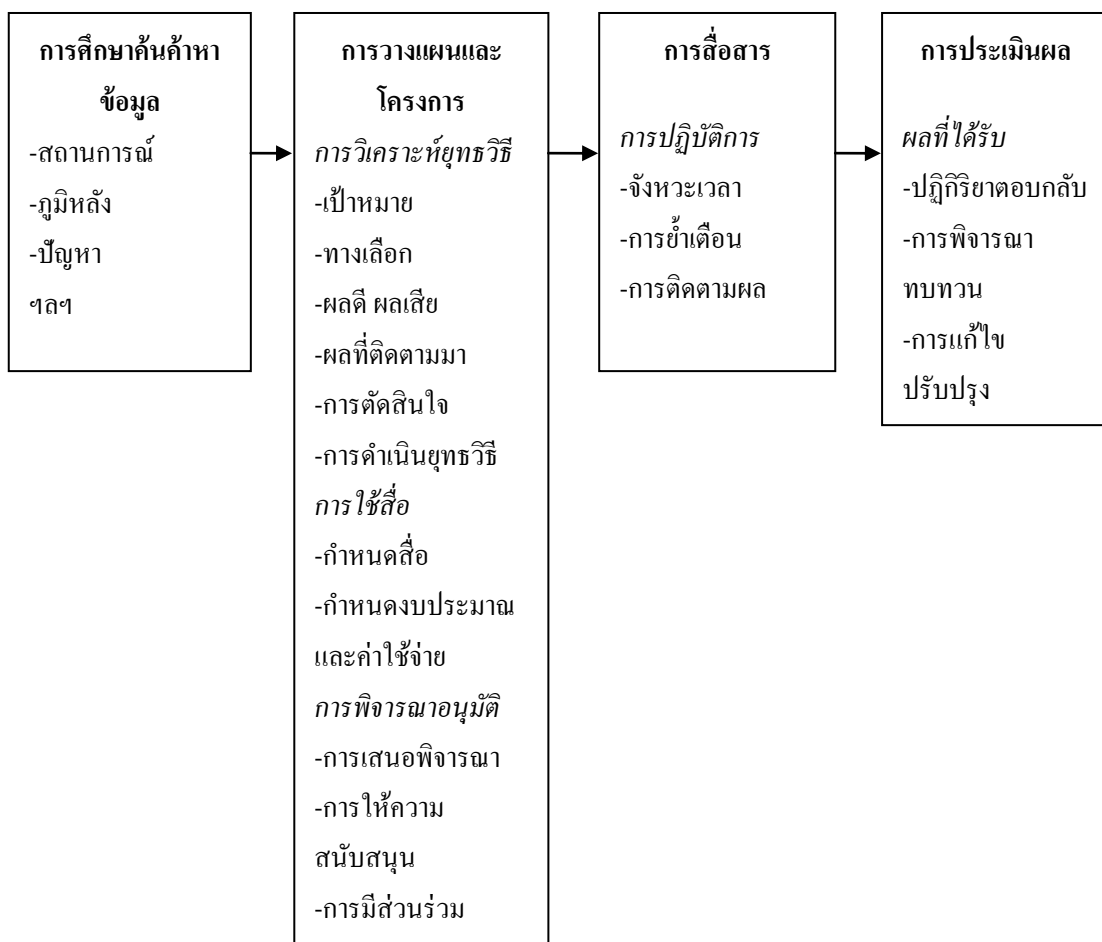 การศึกษาค้นค้าหา
ข้อมูล
-สถานการณ์
-ภูมิหลัง
-ปัญหา
ฯลฯ
การวางแผนและ
โครงการ
การวิเคราะห์ยุทธวิธี
-เป้าหมาย
-ทางเลือก
-ผลดี ผลเสีย
-ผลที่ติดตามมา
-การตัดสินใจ
-การดำเนินยุทธวิธี
การใช้สื่อ
-กำหนดสื่อ
-กำหนดงบประมาณ
และค่าใช้จ่าย
การพิจารณาอนุมัติ
-การเสนอพิจารณา
-การให้ความ
สนับสนุน
-การมีส่วนร่วม
การสื่อสาร
การปฏิบัติการ
-จังหวะเวลา
-การย้ำเตือน
-การติดตามผล
การประเมินผล
ผลที่ได้รับ
-ปฏิกิริยาตอบกลับ
-การพิจารณา
ทบทวน
-การแก้ไข
ปรับปรุง